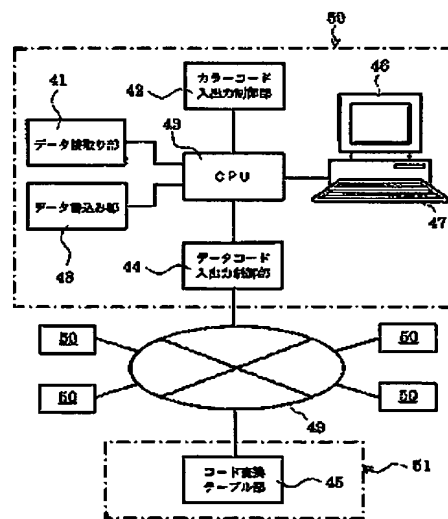 50
46
41
42
カラーコード
入出力制御部
43
データ読取り部
CPU
データ書込み部
48
44
データコード
入出力制御部
47
50
50
50
50
49
コード変換
テーブル部
45
51